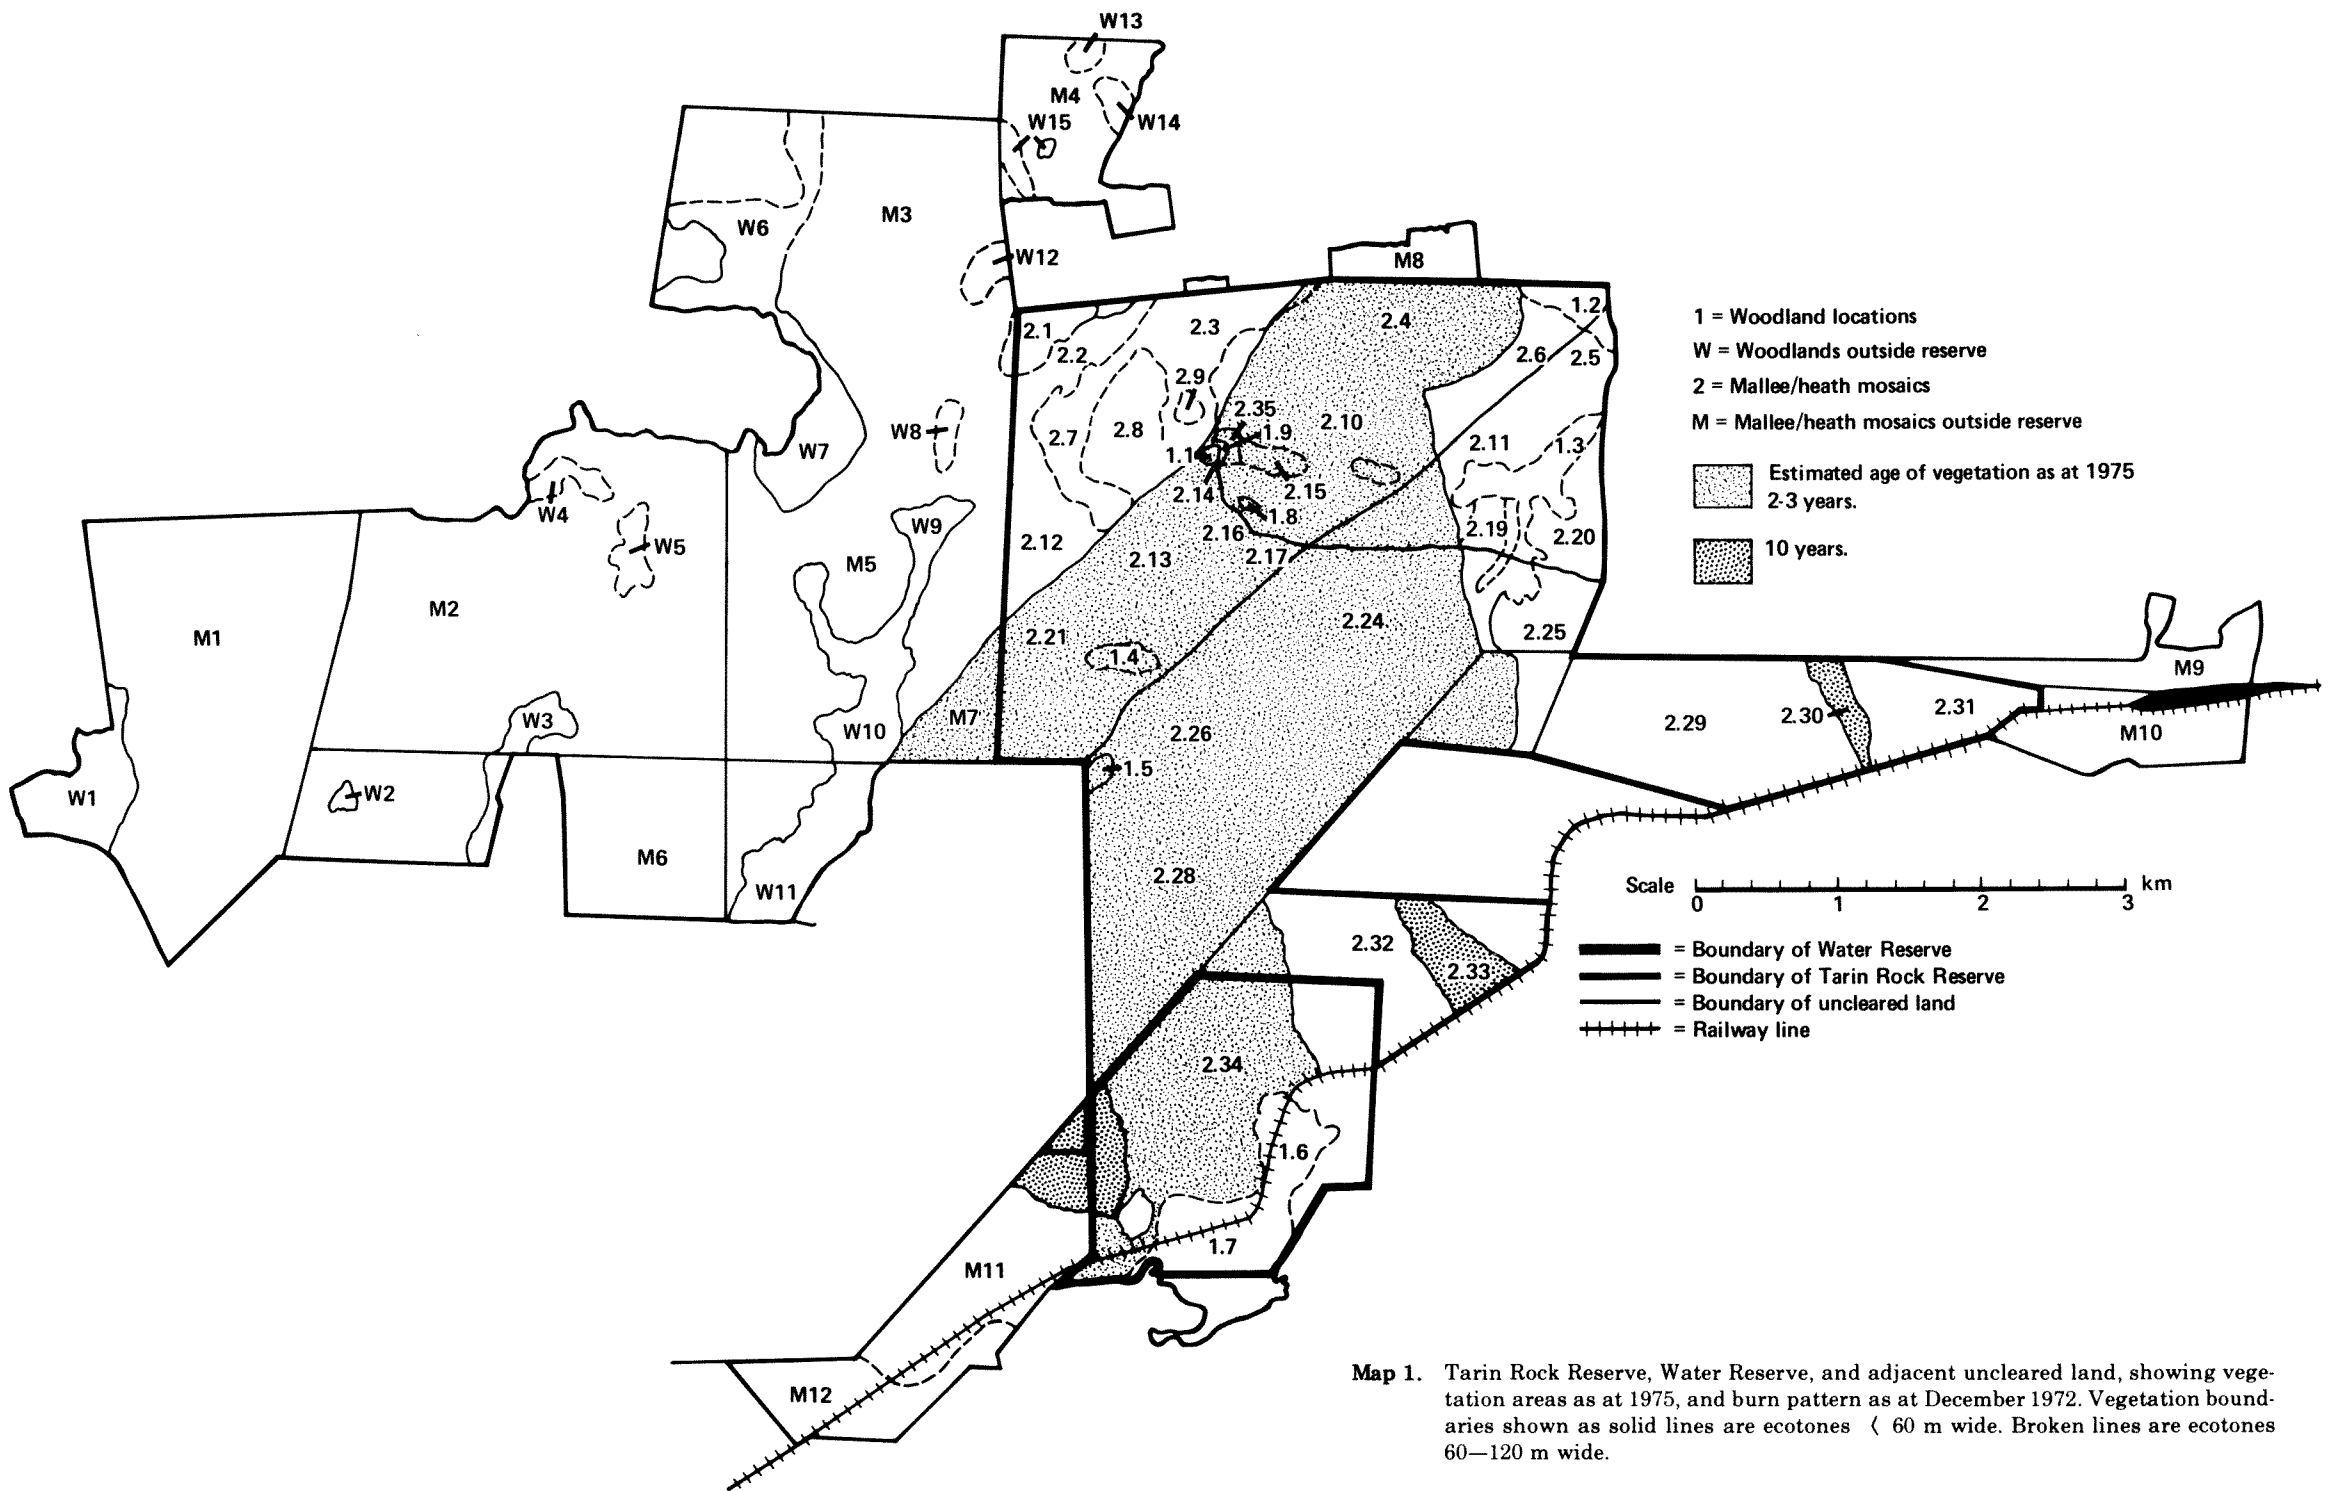 W13
M4
W15
W14
W6
M3
W12
M8
2.1
2.2
2.3
2.4
1.2
2.6
2.5
1 = Woodland locations
W = Woodlands outside reserve
2 = Mallee/heath mosaics
M = Mallee/heath mosaics outside reserve
Estimated age of vegetation as at 1975
2-3 years.
10 years.
2.9
2.35
2.10
W8
2.7
2.8
1.9
1.1
2.11
1.3
W7
2.14
2.15
W4
W9
1.8
W5
2.12
2.16
2.19
2.20
M5
2.13
2.17
M1
M2
2.21
2.24
2.25
1.4
M9
W3
M7
W10
2.26
2.29
2.30
2.31
M10
1.5
W1
W2
M6
W11
2.28
Scale
km
0
1
2
3
2.32
2.33
= Boundary of Water Reserve
= Boundary of Tarin Rock Reserve
= Boundary of uncleared land
= Railway line
2.34
1.6
1.7
M11
M12
Map 1. Tarin Rock Reserve, Water Reserve, and adjacent uncleared land, showing vege-
tation areas as at 1975, and burn pattern as at December 1972. Vegetation bound-
aries shown as solid lines are ecotones ⟨ 60 m wide. Broken lines are ecotones
60—120 m wide.